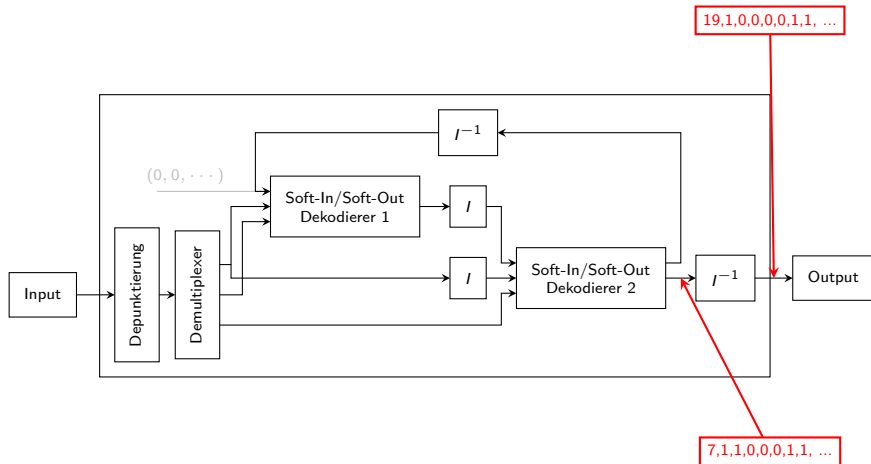 19,1,0,0,0,0,1,1, ...
I⁻¹
(0, 0, ⋯ )
Soft-In/Soft-Out
Dekodierer 1
I
Depunktierung
Demultiplexer
Input
I
Soft-In/Soft-Out
Dekodierer 2
I⁻¹
Output
7,1,1,0,0,0,1,1, ...